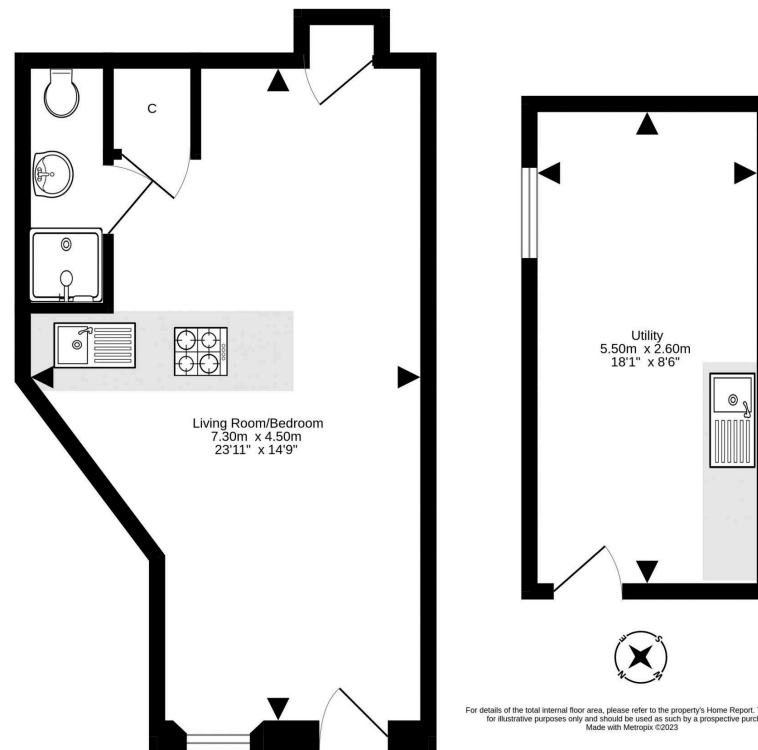 C
Living Room/Bedroom
7.30m x 4.50m
23'11" x 14'9"
Utility
5.50m x 2.60m
18'1" x 8'6"
E
S
N
W
For details of the total internal floor area, please refer to the property's Home Report.
for illustrative purposes only and should be used as such by a prospective
Made with Metropix ©2023